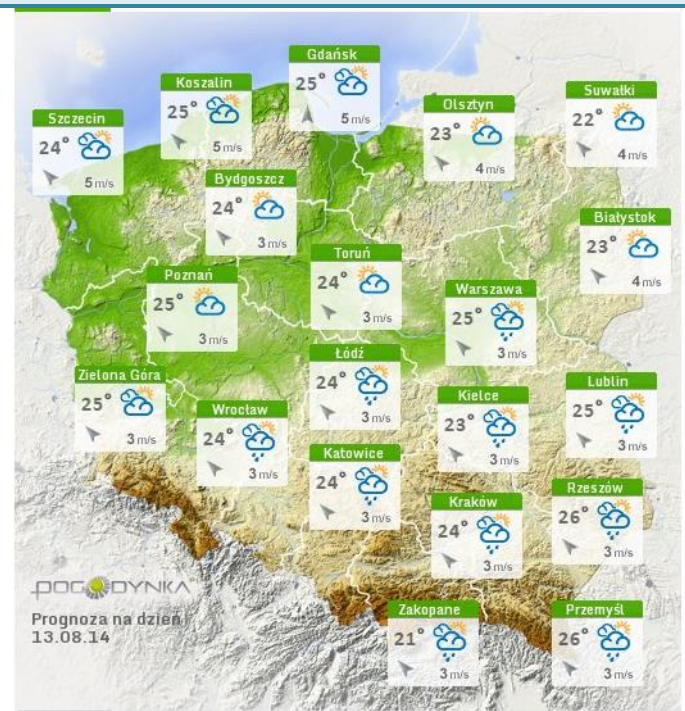 Gdańsk
25°
5 m/s
Koszalin
25°
5 m/s
Suwałki
22°
4 m/s
Olsztyn
23°
4 m/s
Szczecin
24°
5 m/s
Bydgoszcz
24°
3 m/s
Białystok
23°
4 m/s
Toruń
24°
3 m/s
Poznań
25°
3 m/s
Warszawa
25°
3 m/s
Łódź
24°
3 m/s
Zielona Góra
25°
3 m/s
Lublin
25°
3 m/s
Kielce
23°
3 m/s
Wrocław
24°
3 m/s
Katowice
24°
3 m/s
Rzeszów
26°
3 m/s
Kraków
24°
3 m/s
POGODYNKA
Prognoza na dzień
13.08.14
Zakopane
21°
3 m/s
Przemyśl
26°
3 m/s